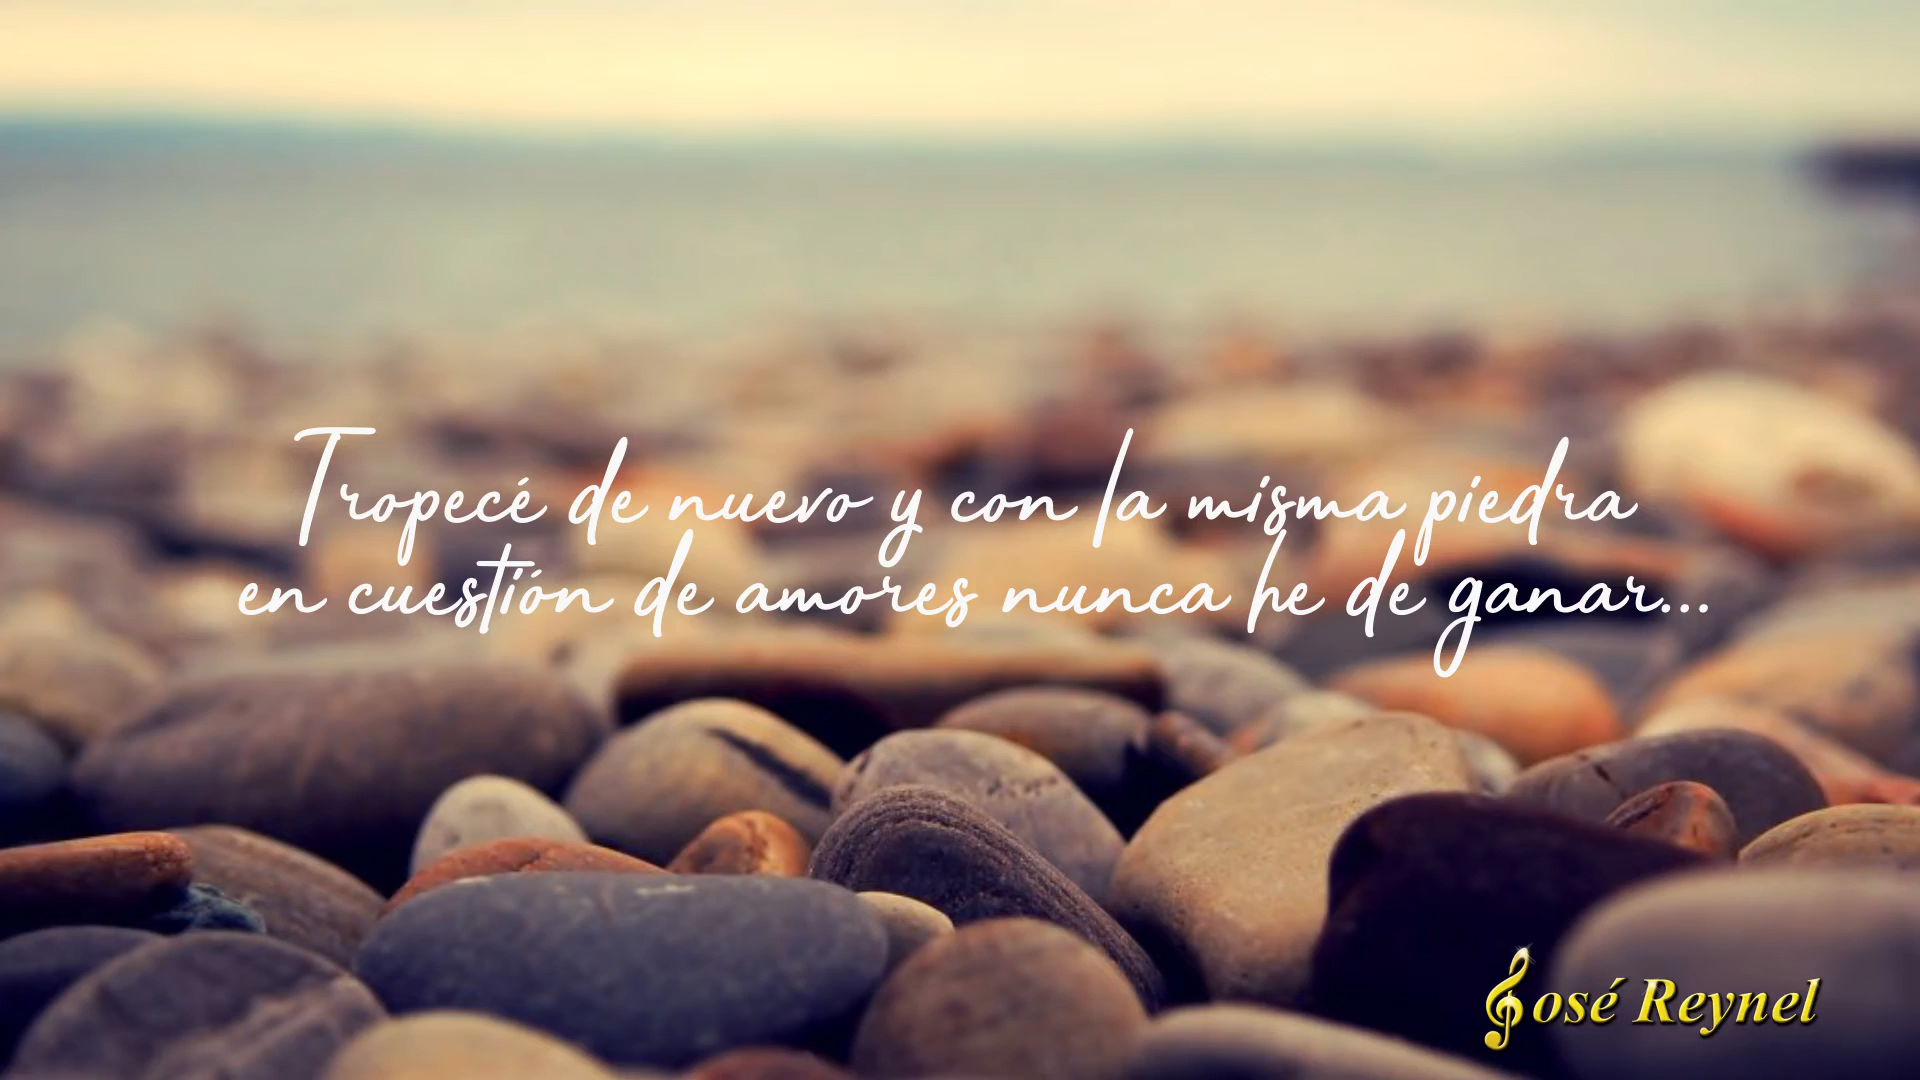 Tropecé de nuevo y con la misma piedra
en cuestión de amores nunca he de ganar...
José Reynel